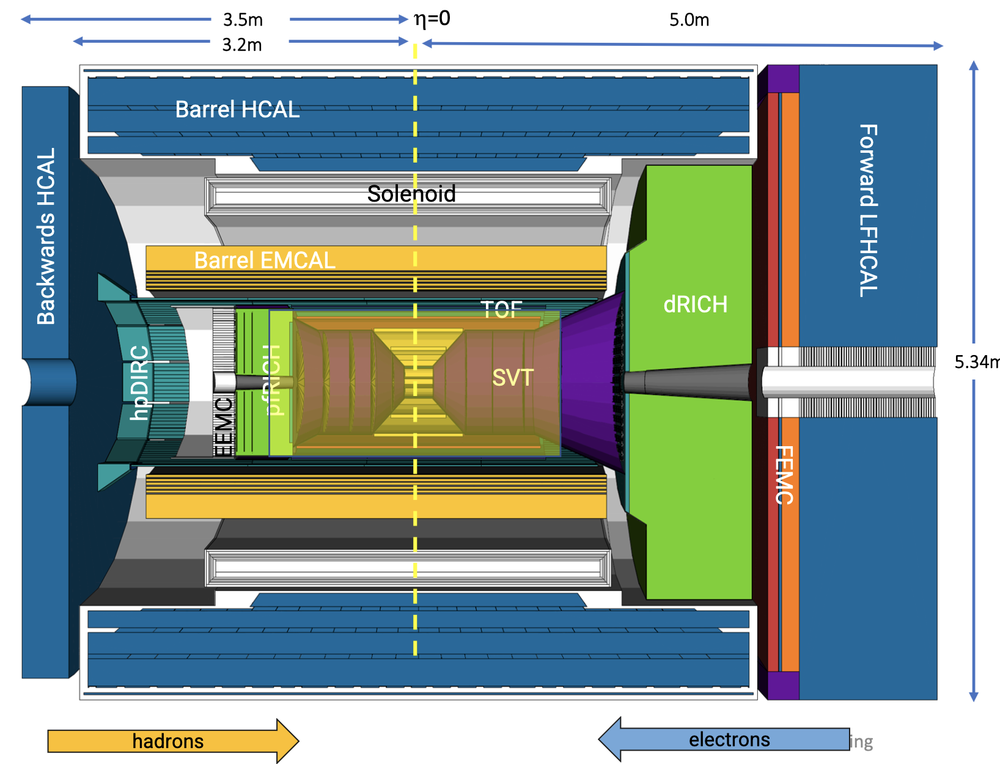 3.5m
η=0
5.0m
3.2m
Barrel HCAL
Backwards HCAL
Forward LFHCAL
Solenoid
Barrel EMCAL
TOF
dRICH
hpDIRC
pfRICH
SVT
5.34m
EEMC
FEMC
hadrons
electrons
ing